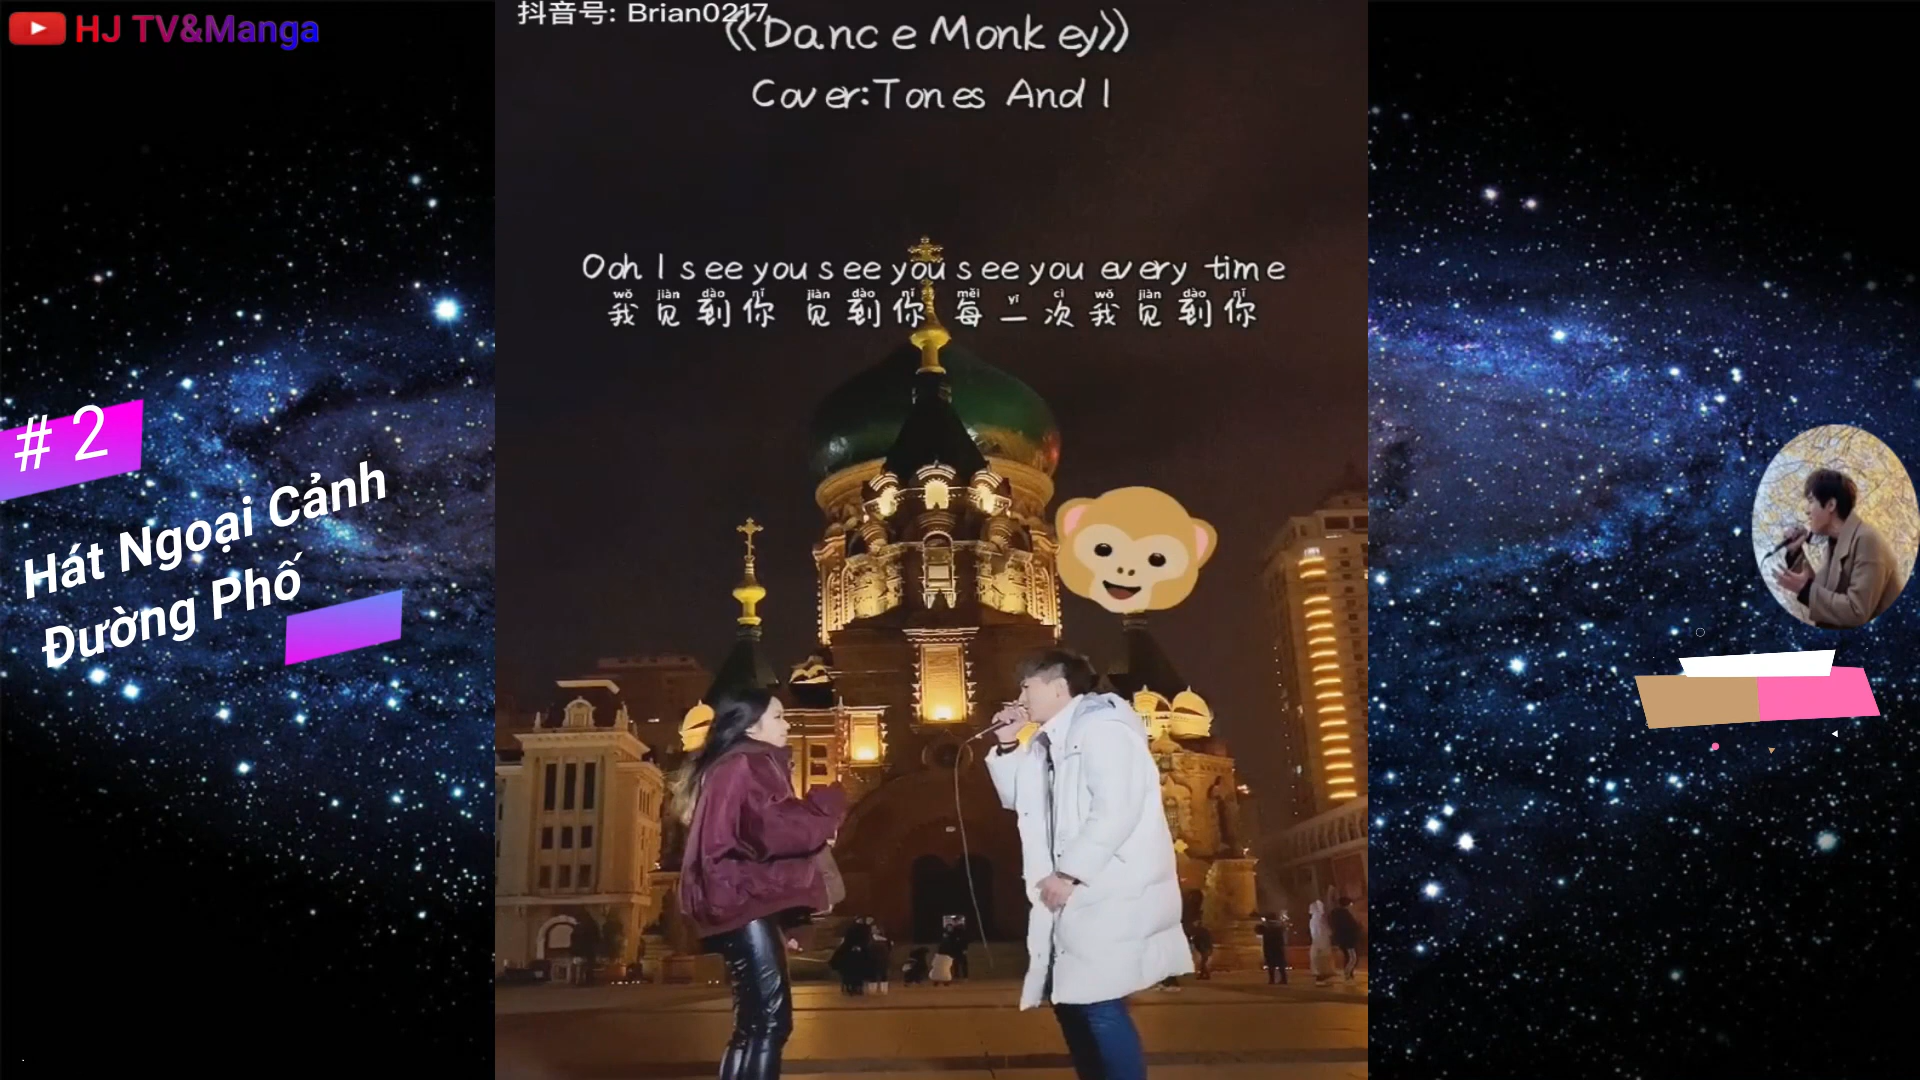 HJ TV&Manga
抖音号: Brian0217
《Dance Monkey》
Cover:Tones And I
Ooh I see you see you see you every time
wǒ jiàn dào nǐ jiàn dào nǐ měi yī cì wǒ jiàn dào nǐ
我见到你 见到你 每一次我见到你
# 2
Hát Ngoại Cảnh
Đường Phố